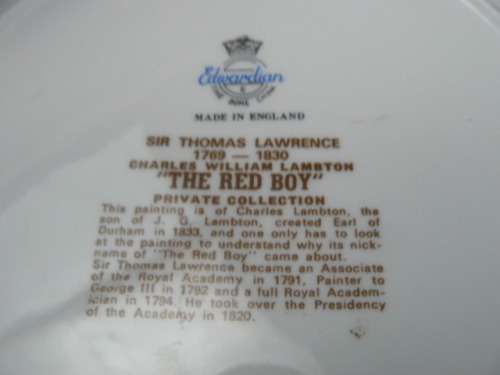 Edwardian
FINE BONE CHINA
MADE IN ENGLAND
SIR THOMAS LAWRENCE
1769 — 1830
CHARLES WILLIAM LAMBTON
"THE RED BOY"
PRIVATE COLLECTION
This painting is of Charles Lambton, the
son of J. G. Lambton, created Earl of
Durham in 1833, and one only has to look
at the painting to understand why its nick-
name of "The Red Boy" came about.
Sir Thomas Lawrence became an Associate
of the Royal Academy in 1791, Painter to
George III in 1792 and a full Royal Academ-
ician in 1794. He took over the Presidency
of the Academy in 1820.